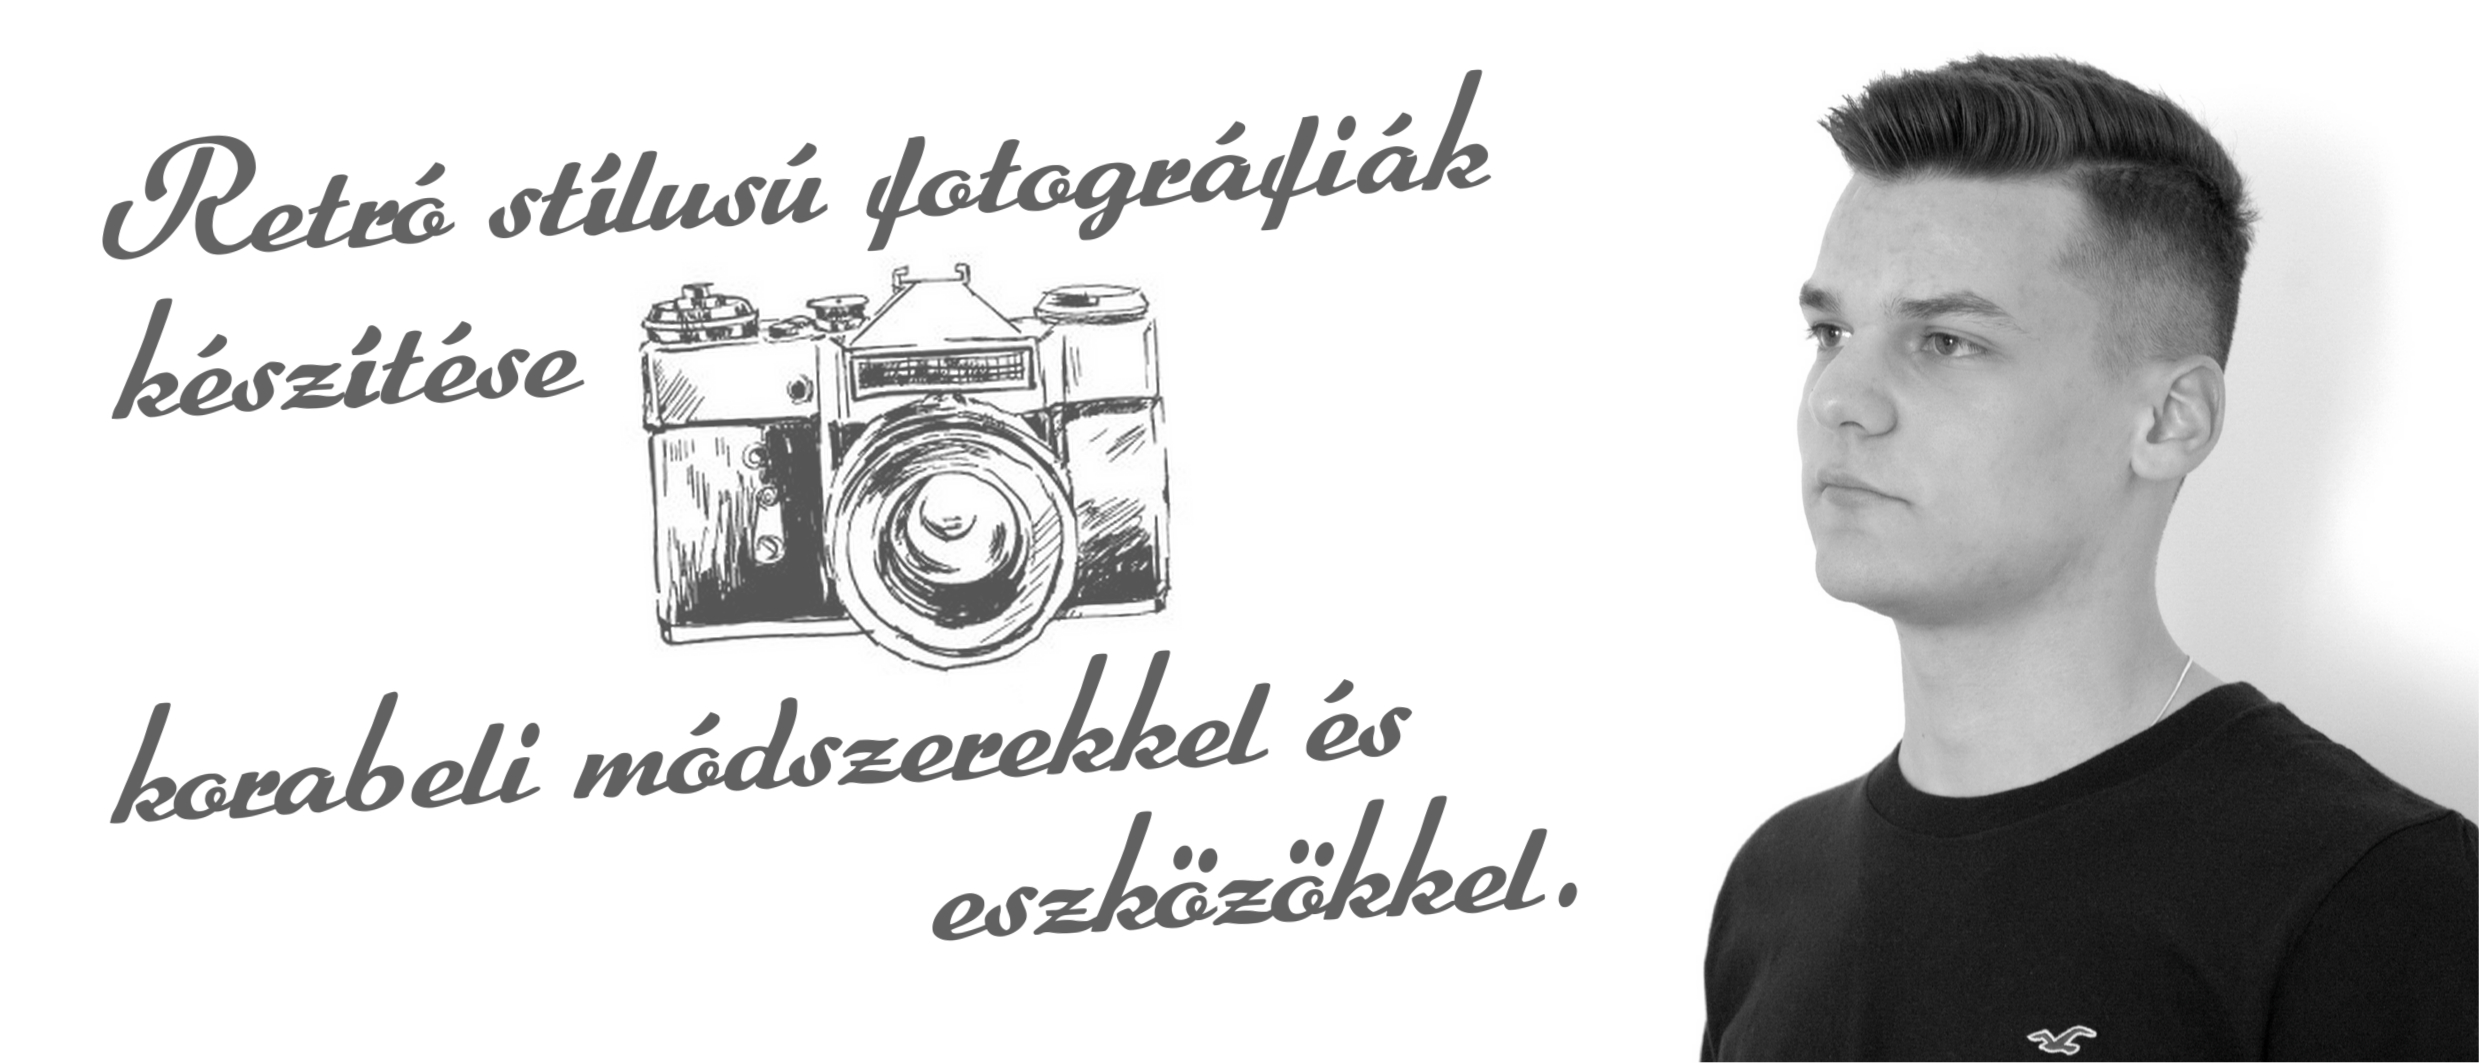 Retró stílusú fotográfiák
készítése
korabeli módszerekkel és
eszközökkel.